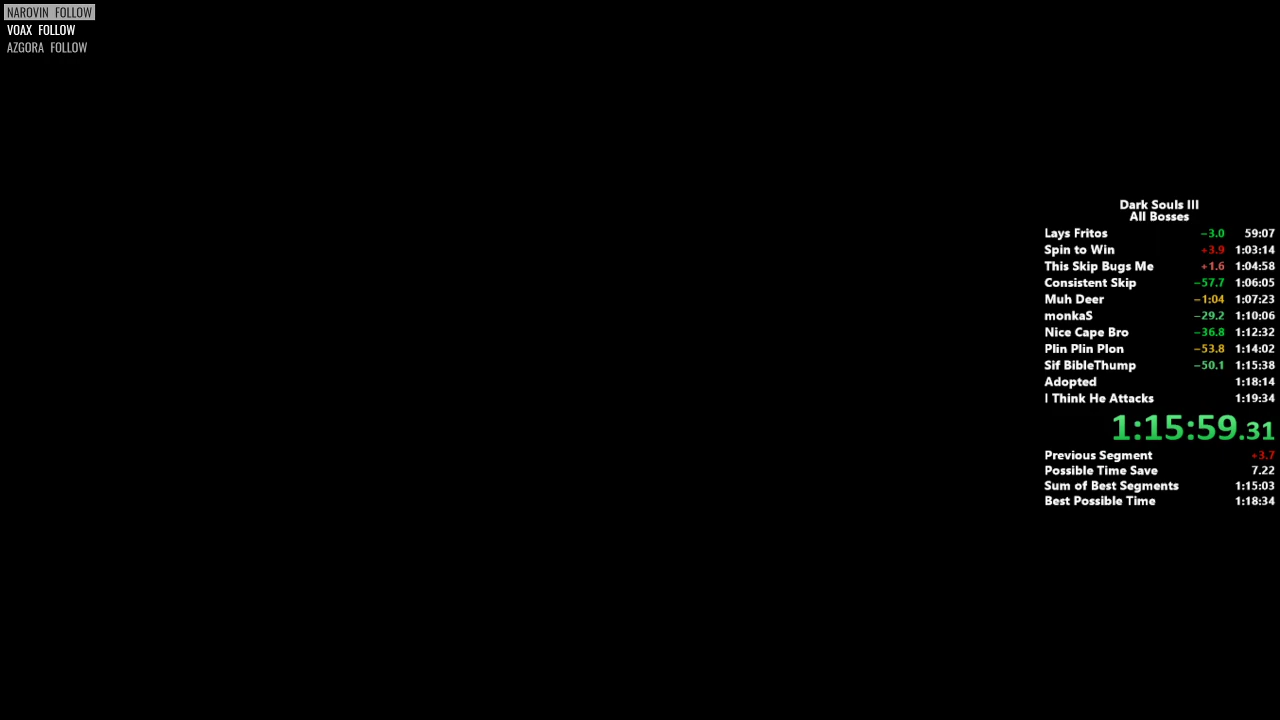 NAROVIN FOLLOW
VOAX FOLLOW
AZGORA FOLLOW
Dark Souls III
All Bosses
Lays Fritos −3.0 59:07
Spin to Win +3.9 1:03:14
This Skip Bugs Me +1.6 1:04:58
Consistent Skip −57.7 1:06:05
Muh Deer −1:04 1:07:23
monkaS −29.2 1:10:06
Nice Cape Bro −36.8 1:12:32
Plin Plin Plon −53.8 1:14:02
Sif BibleThump −50.1 1:15:38
Adopted 1:18:14
I Think He Attacks 1:19:34
1:15:59.31
Previous Segment +3.7
Possible Time Save 7.22
Sum of Best Segments 1:15:03
Best Possible Time 1:18:34